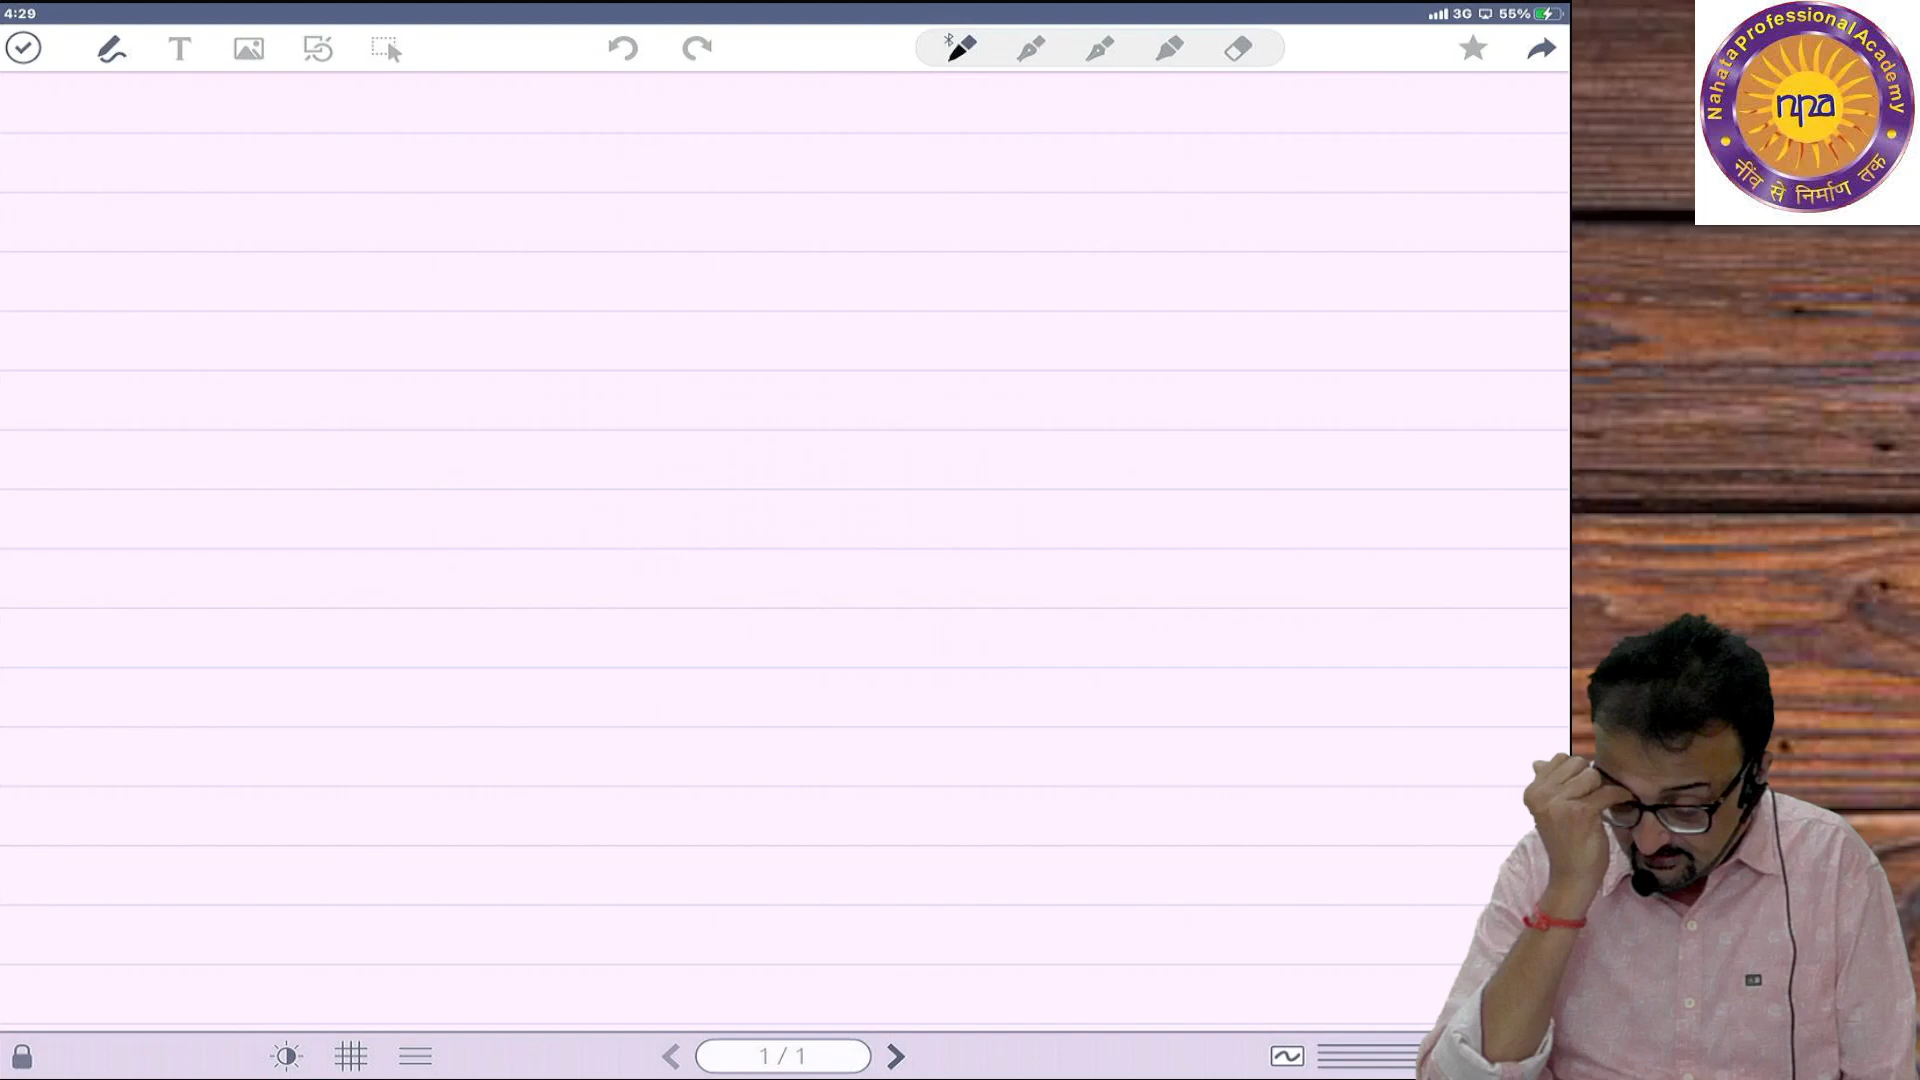 4:29
3G 55%
T
Nahata Professional Academy
npa
नींव से निर्माण तक
1 / 1